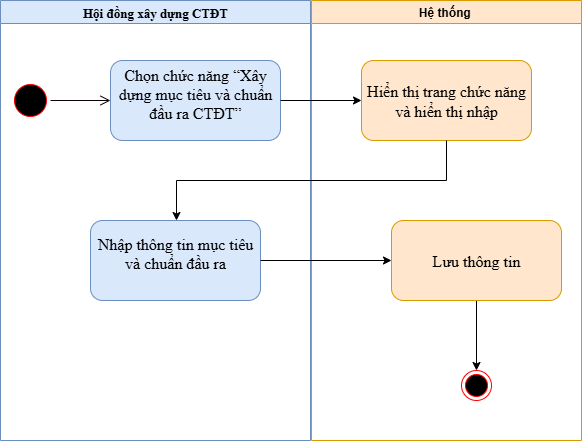 Hội đồng xây dựng CTĐT
Hệ thống
Chọn chức năng “Xây
dựng mục tiêu và chuẩn
đầu ra CTĐT”
Hiển thị trang chức năng
và hiển thị nhập
Nhập thông tin mục tiêu
và chuẩn đầu ra
Lưu thông tin